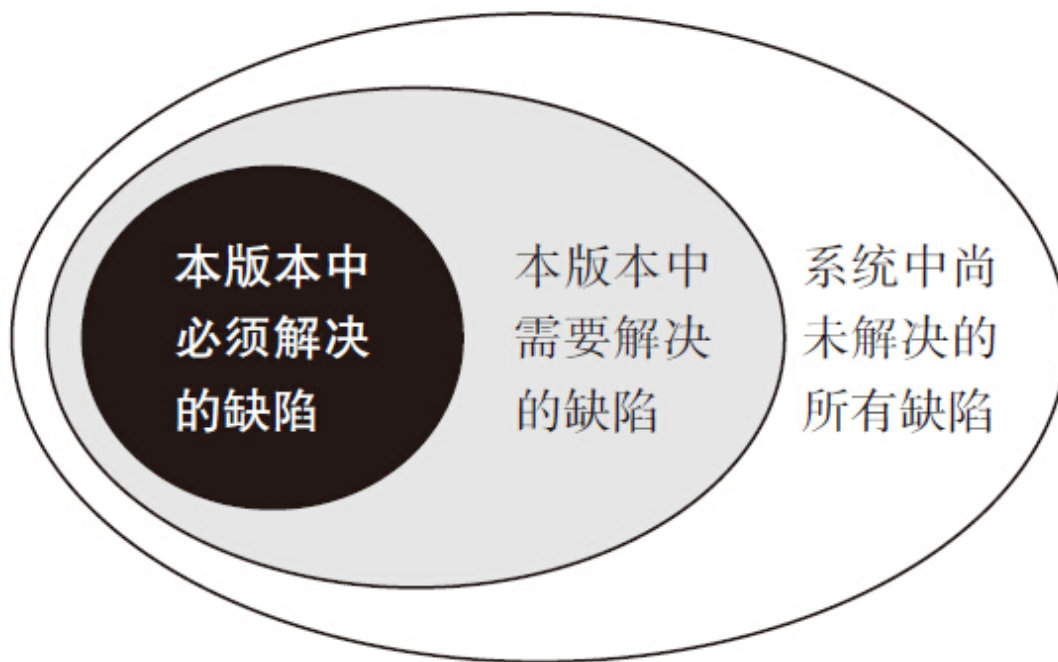 本版本中
必须解决
的缺陷
本版本中
需要解决
的缺陷
系统中尚
未解决的
所有缺陷